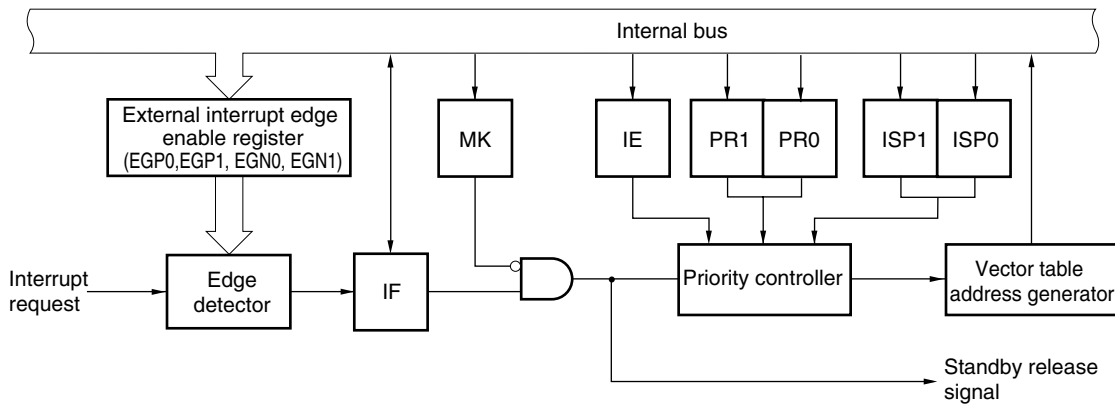 Internal bus
External interrupt edge
enable register
(EGP0,EGP1, EGN0, EGN1)
MK
IE
PR1
PR0
ISP1
ISP0
Interrupt
request
Edge
detector
IF
Priority controller
Vector table
address generator
Standby release
signal